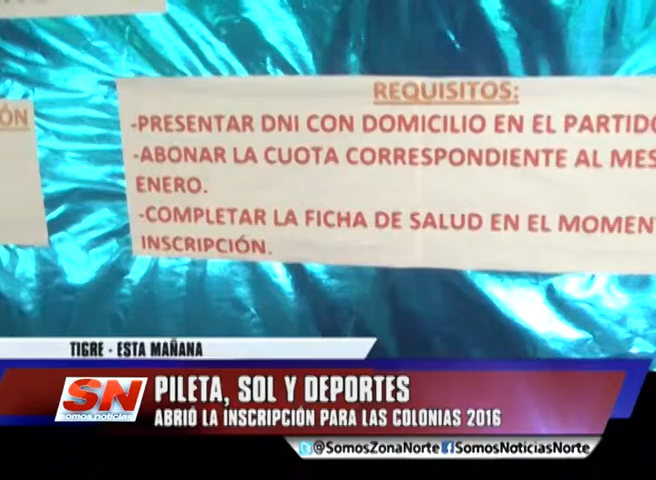 REQUISITOS:
ÓN
-PRESENTAR DNI CON DOMICILIO EN EL PARTIDO
-ABONAR LA CUOTA CORRESPONDIENTE AL MES
ENERO.
-COMPLETAR LA FICHA DE SALUD EN EL MOMEN
INSCRIPCIÓN.
TIGRE - ESTA MAÑANA
SN
somos noticias
PILETA, SOL Y DEPORTES
ABRIÓ LA INSCRIPCIÓN PARA LAS COLONIAS 2016
@SomosZonaNorte SomosNoticiasNorte